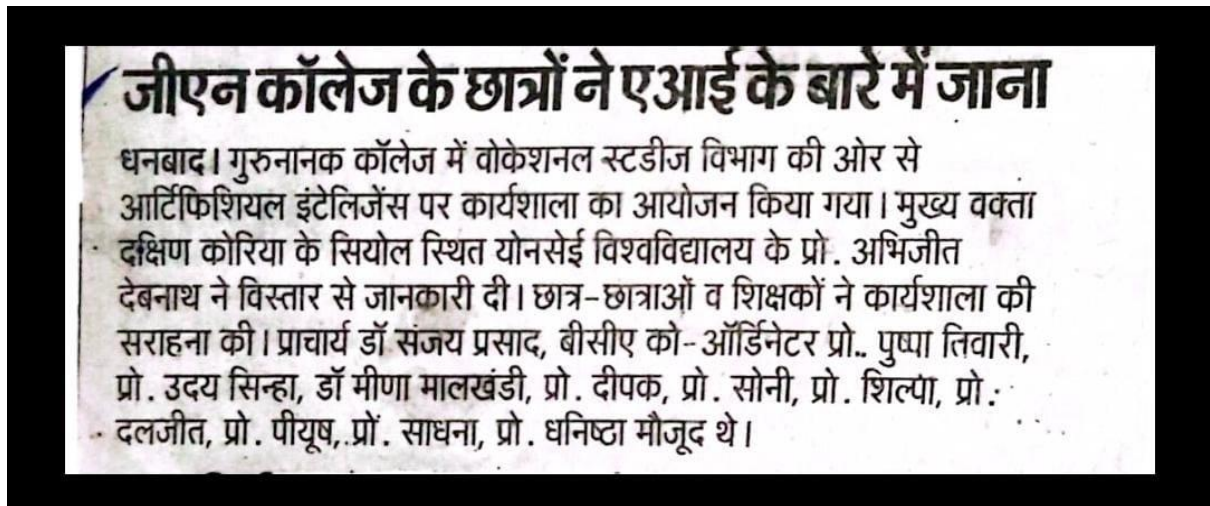 जीएन कॉलेज के छात्रों ने एआई के बारे में जाना
धनबाद। गुरुनानक कॉलेज में वोकेशनल स्टडीज विभाग की ओर से
आर्टिफिशियल इंटेलिजेंस पर कार्यशाला का आयोजन किया गया। मुख्य वक्ता
दक्षिण कोरिया के सियोल स्थित योनसेई विश्वविद्यालय के प्रो. अभिजीत
देबनाथ ने विस्तार से जानकारी दी। छात्र-छात्राओं व शिक्षकों ने कार्यशाला की
सराहना की। प्राचार्य डॉ संजय प्रसाद, बीसीए को-ऑर्डिनेटर प्रो.. पुष्पा तिवारी,
प्रो. उदय सिन्हा, डॉ मीणा मालखंडी, प्रो. दीपक, प्रो. सोनी, प्रो. शिल्पा, प्रो.
दलजीत, प्रो. पीयूष, प्रों. साधना, प्रो. धनिष्ठा मौजूद थे।